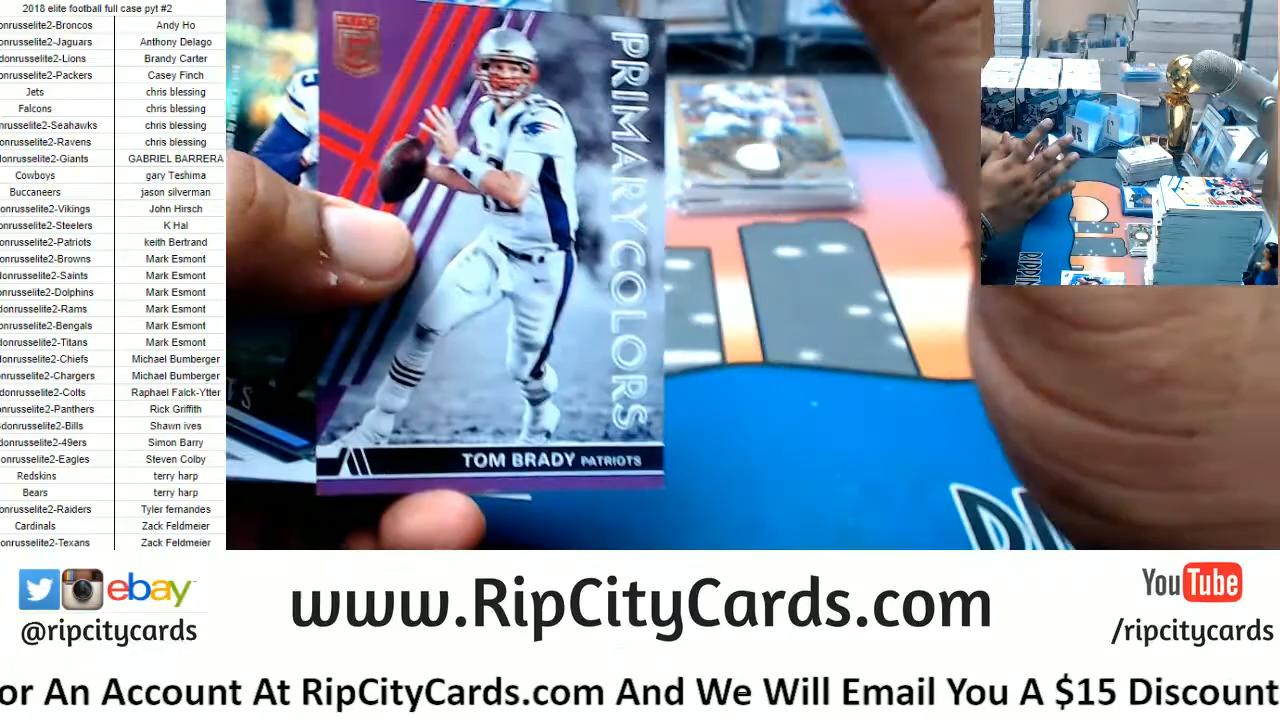 2018 elite football full case pyt #2
onrusselite2-Broncos Andy Ho
onrusselite2-Jaguars Anthony Delago
donrusselite2-Lions Brandy Carter
onrusselite2-Packers Casey Finch
Jets chris blessing
Falcons chris blessing
nrusselite2-Seahawks chris blessing
onrusselite2-Ravens chris blessing
donrusselite2-Giants GABRIEL BARRERA
Cowboys gary Teshima
Buccaneers jason silverman
onrusselite2-Vikings John Hirsch
onrusselite2-Steelers K Hal
onrusselite2-Patriots keith Bertrand
onrusselite2-Browns Mark Esmont
donrusselite2-Saints Mark Esmont
onrusselite2-Dolphins Mark Esmont
donrusselite2-Rams Mark Esmont
onrusselite2-Bengals Mark Esmont
donrusselite2-Titans Mark Esmont
onrusselite2-Chiefs Michael Bumberger
onrusselite2-Chargers Michael Bumberger
donrusselite2-Colts Raphael Falck-Ytter
onrusselite2-Panthers Rick Griffith
donrusselite2-Bills Shawn ives
donrusselite2-49ers Simon Barry
onrusselite2-Eagles Steven Colby
Redskins terry harp
Bears terry harp
onrusselite2-Raiders Tyler fernandes
Cardinals Zack Feldmeier
onrusselite2-Texans Zack Feldmeier
ELITE
PRIMARY COLORS
12
TOM BRADY PATRIOTS
ebay
@ripcitycards
www.RipCityCards.com
YouTube
/ripcitycards
or An Account At RipCityCards.com And We Will Email You A $15 Discount